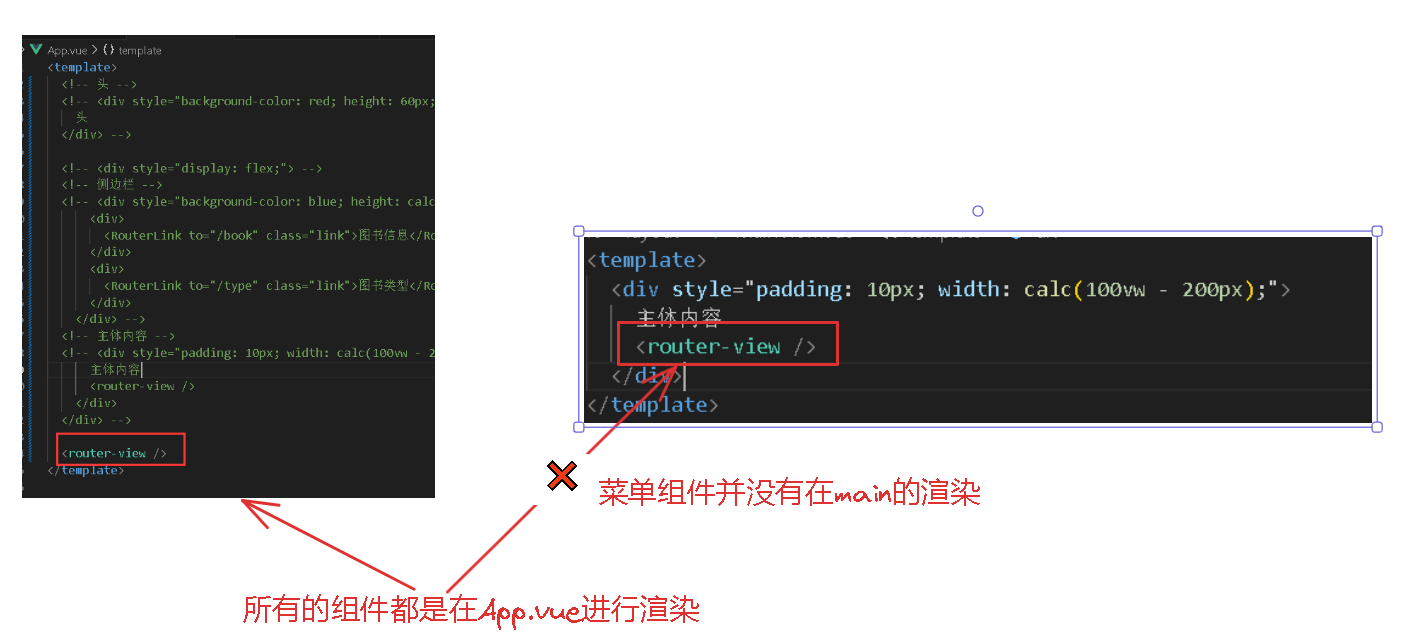 App.vue > {} template
<template>
<!-- 头 -->
<!-- <div style="background-color: red; height: 60px;
头
</div> -->
<!-- <div style="display: flex;"> -->
<!-- 侧边栏 -->
<!-- <div style="background-color: blue; height: calc
<div>
<RouterLink to="/book" class="link">图书信息</Ro
</div>
<div>
<RouterLink to="/type" class="link">图书类型</Ro
</div>
</div> -->
<!-- 主体内容 -->
<!-- <div style="padding: 10px; width: calc(100vw - 2
主体内容
<router-view />
</div>
</div> -->
<router-view />
</template>
<template>
<div style="padding: 10px; width: calc(100vw - 200px);">
主体内容
<router-view />
</div>
</template>
菜单组件并没有在main的渲染
所有的组件都是在App.vue进行渲染